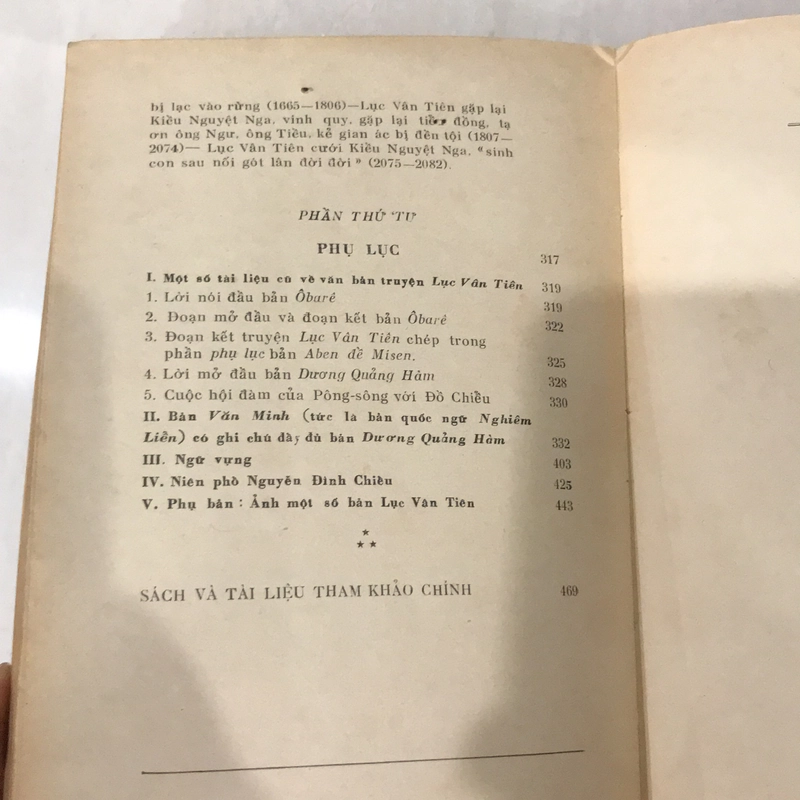 bị lạc vào rừng (1665—1806)—Lục Vân Tiên gặp lại
Kiều Nguyệt Nga, vinh quy, gặp lại tiểu đồng, tạ
ơn ông Ngư, ông Tiều, kẻ gian ác bị đền tội (1807—
2074)— Lục Vân Tiên cưới Kiều Nguyệt Nga, “sinh
con sau nối gót lân đời đời” (2075—2082).
PHẦN THỨ TƯ
PHỤ LỤC 317
I. Một số tài liệu cũ về văn bản truyện Lục Vân Tiên 319
1. Lời nói đầu bản Ôbarê 319
2. Đoạn mở đầu và đoạn kết bản Ôbarê 322
3. Đoạn kết truyện Lục Vân Tiên chép trong
phần phụ lục bản Aben đề Misen. 325
4. Lời mở đầu bản Dương Quảng Hàm 328
5. Cuộc hội đàm của Pông-sông với Đồ Chiểu 330
II. Bản Văn Minh (tức là bản quốc ngữ Nghiêm
Liễn) có ghi chú đầy đủ bản Dương Quảng Hàm 332
III. Ngữ vựng 403
IV. Niên phổ Nguyễn Đình Chiểu 425
V. Phụ bản : Ảnh một số bản Lục Vân Tiên 443
★
★ ★
SÁCH VÀ TÀI LIỆU THAM KHẢO CHÍNH 469